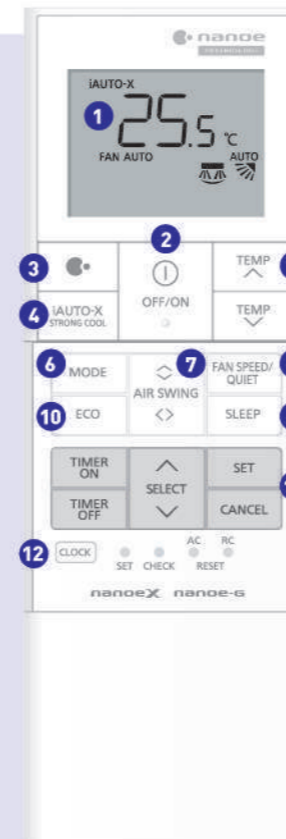 nanoe
iAUTO-X
1
25.5 ℃
FAN AUTO
AUTO
2
3
TEMP
OFF/ON
4
iAUTO-X
STRONG COOL
TEMP
6
MODE
7
FAN SPEED/
QUIET
AIR SWING
10
ECO
SLEEP
TIMER
ON
SELECT
SET
TIMER
OFF
CANCEL
12
CLOCK
AC
RC
SET
CHECK
RESET
nanoeX nanoe-G